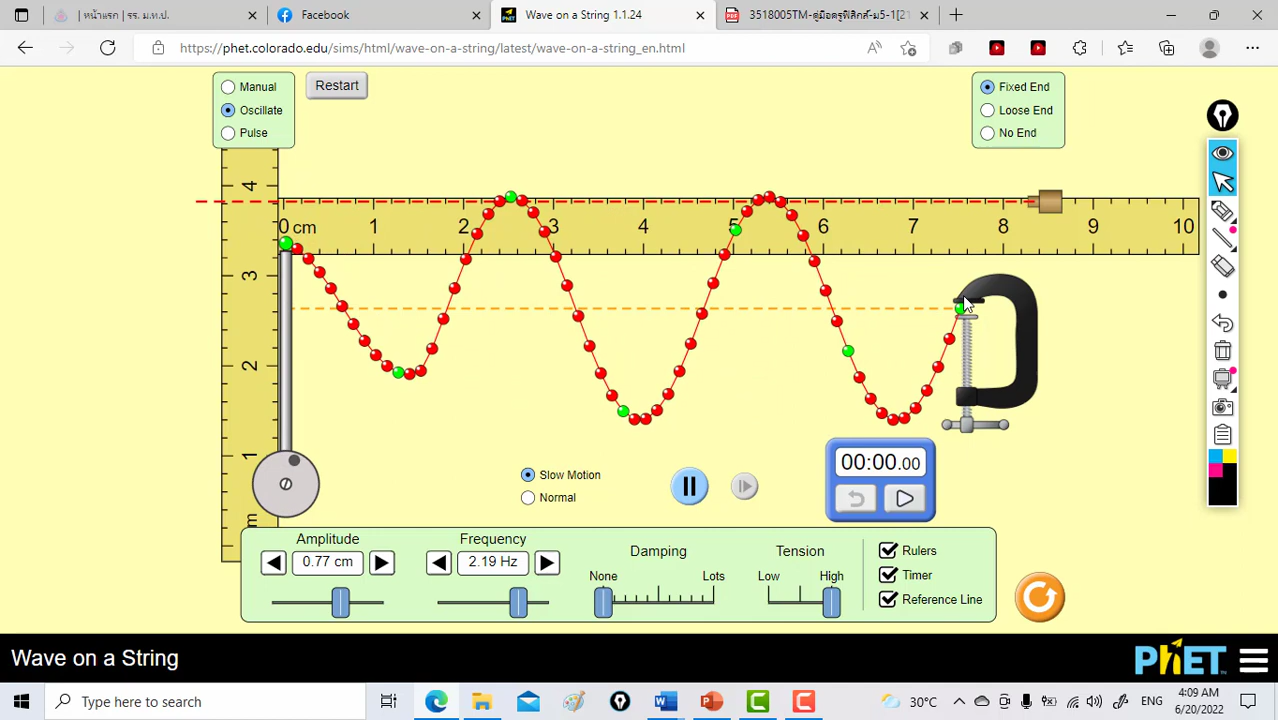 | หน้าแรก | รร. ม.ท.ป.
Facebook
Wave on a String 1.1.24
3518005TM-คู่มือครูฟิสิกส์-ม5-1[21
https://phet.colorado.edu/sims/html/wave-on-a-string/latest/wave-on-a-string_en.html
Manual
Oscillate
Pulse
Restart
Fixed End
Loose End
No End
4
3
2
1
0 cm 1 2 3 4 5 6 7 8 9 10
00:00.00
Slow Motion
Normal
Amplitude
0.77 cm
Frequency
2.19 Hz
Damping
None Lots
Tension
Low High
Rulers
Timer
Reference Line
Wave on a String
PhET
Type here to search
30°C
ENG
4:09 AM
6/20/2022